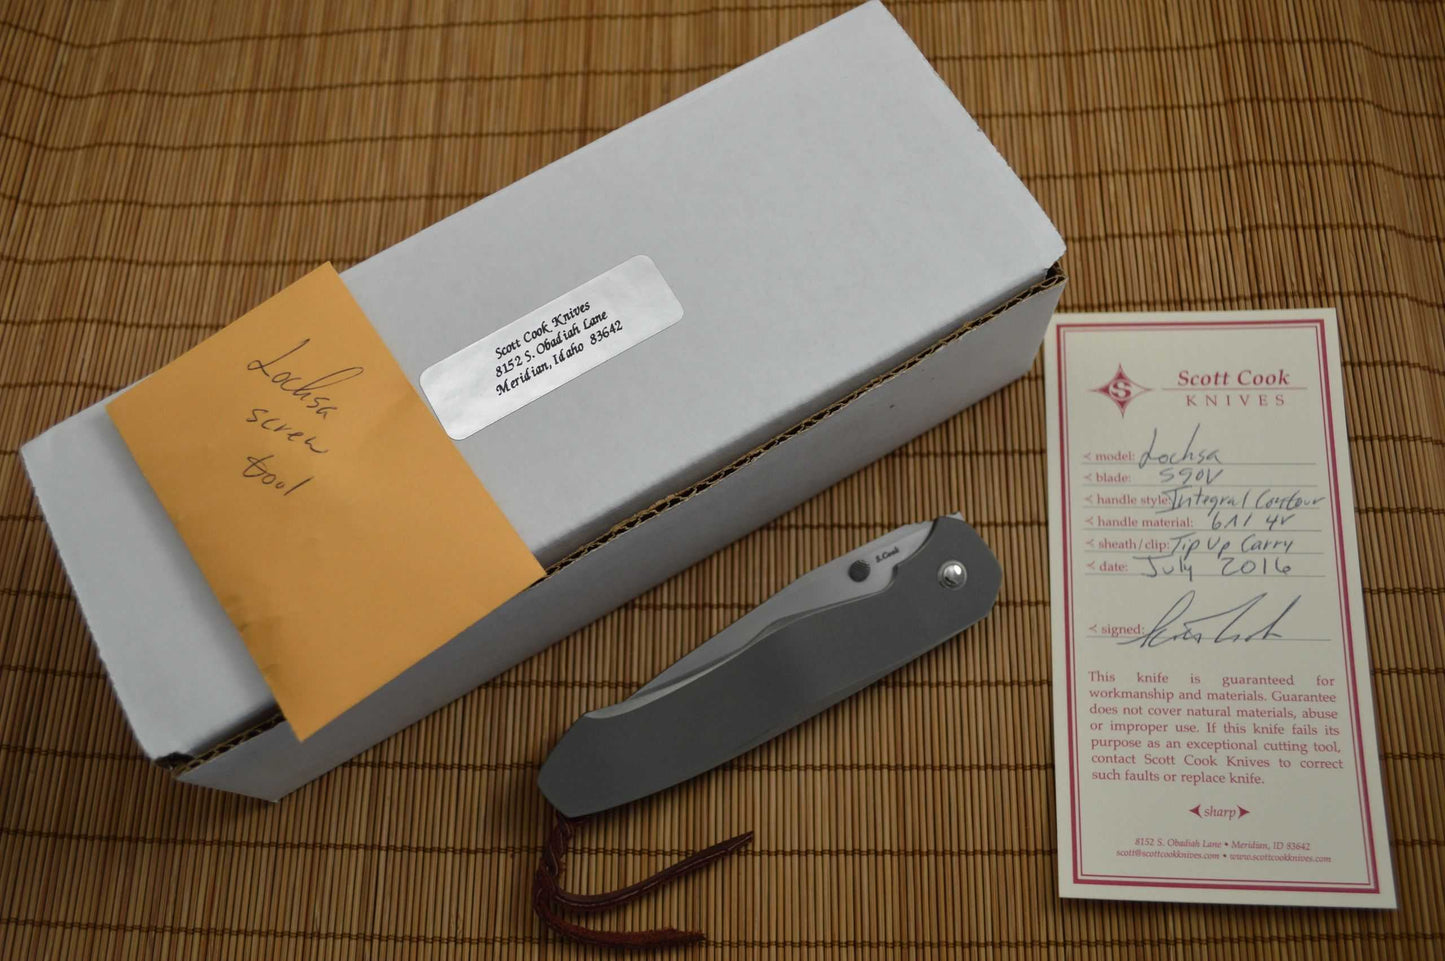 Lochsa
screw
tool
Scott Cook Knives
8152 S. Obadiah Lane
Meridian, Idaho 83642
S.Cook
S
Scott Cook
KNIVES
model: Lochsa
blade: S90V
handle style: Integral Contour
handle material: 6Al 4V
sheath/clip: Tip Up Carry
date: July 2016
signed: Scott Cook
This knife is guaranteed for
workmanship and materials. Guarantee
does not cover natural materials, abuse
or improper use. If this knife fails its
purpose as an exceptional cutting tool,
contact Scott Cook Knives to correct
such faults or replace knife.
sharp
8152 S. Obadiah Lane • Meridian, ID 83642
scott@scottcookknives.com • www.scottcookknives.com